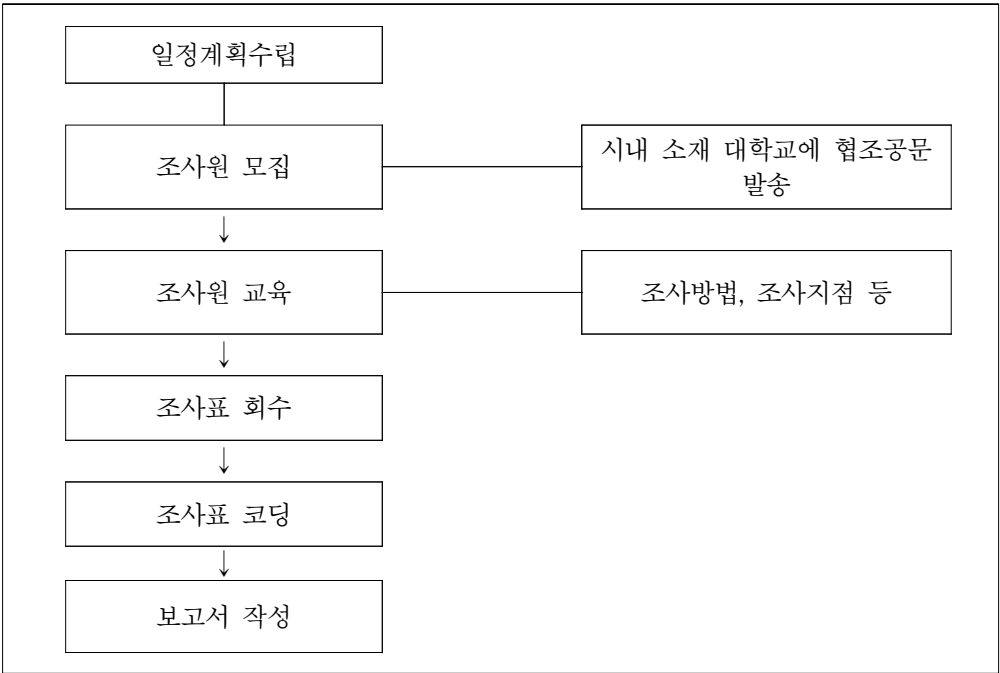 일정계획수립
조사원 모집
시내 소재 대학교에 협조공문
발송
조사원 교육
조사방법, 조사지점 등
조사표 회수
조사표 코딩
보고서 작성